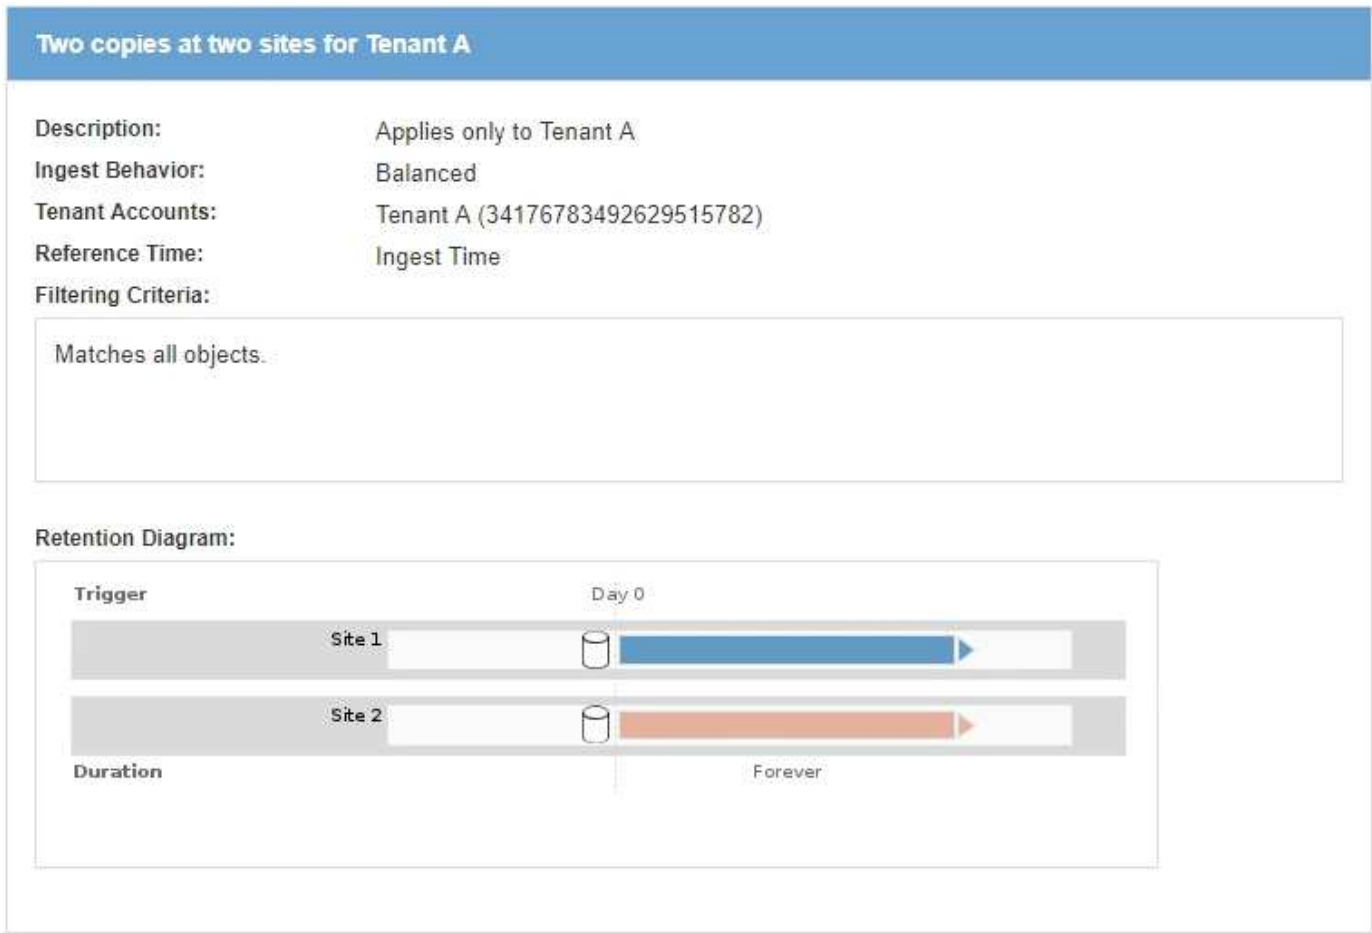 Two copies at two sites for Tenant A
Description: Applies only to Tenant A
Ingest Behavior: Balanced
Tenant Accounts: Tenant A (34176783492629515782)
Reference Time: Ingest Time
Filtering Criteria:
Matches all objects.
Retention Diagram:
Trigger Day 0
Site 1
Site 2
Duration Forever